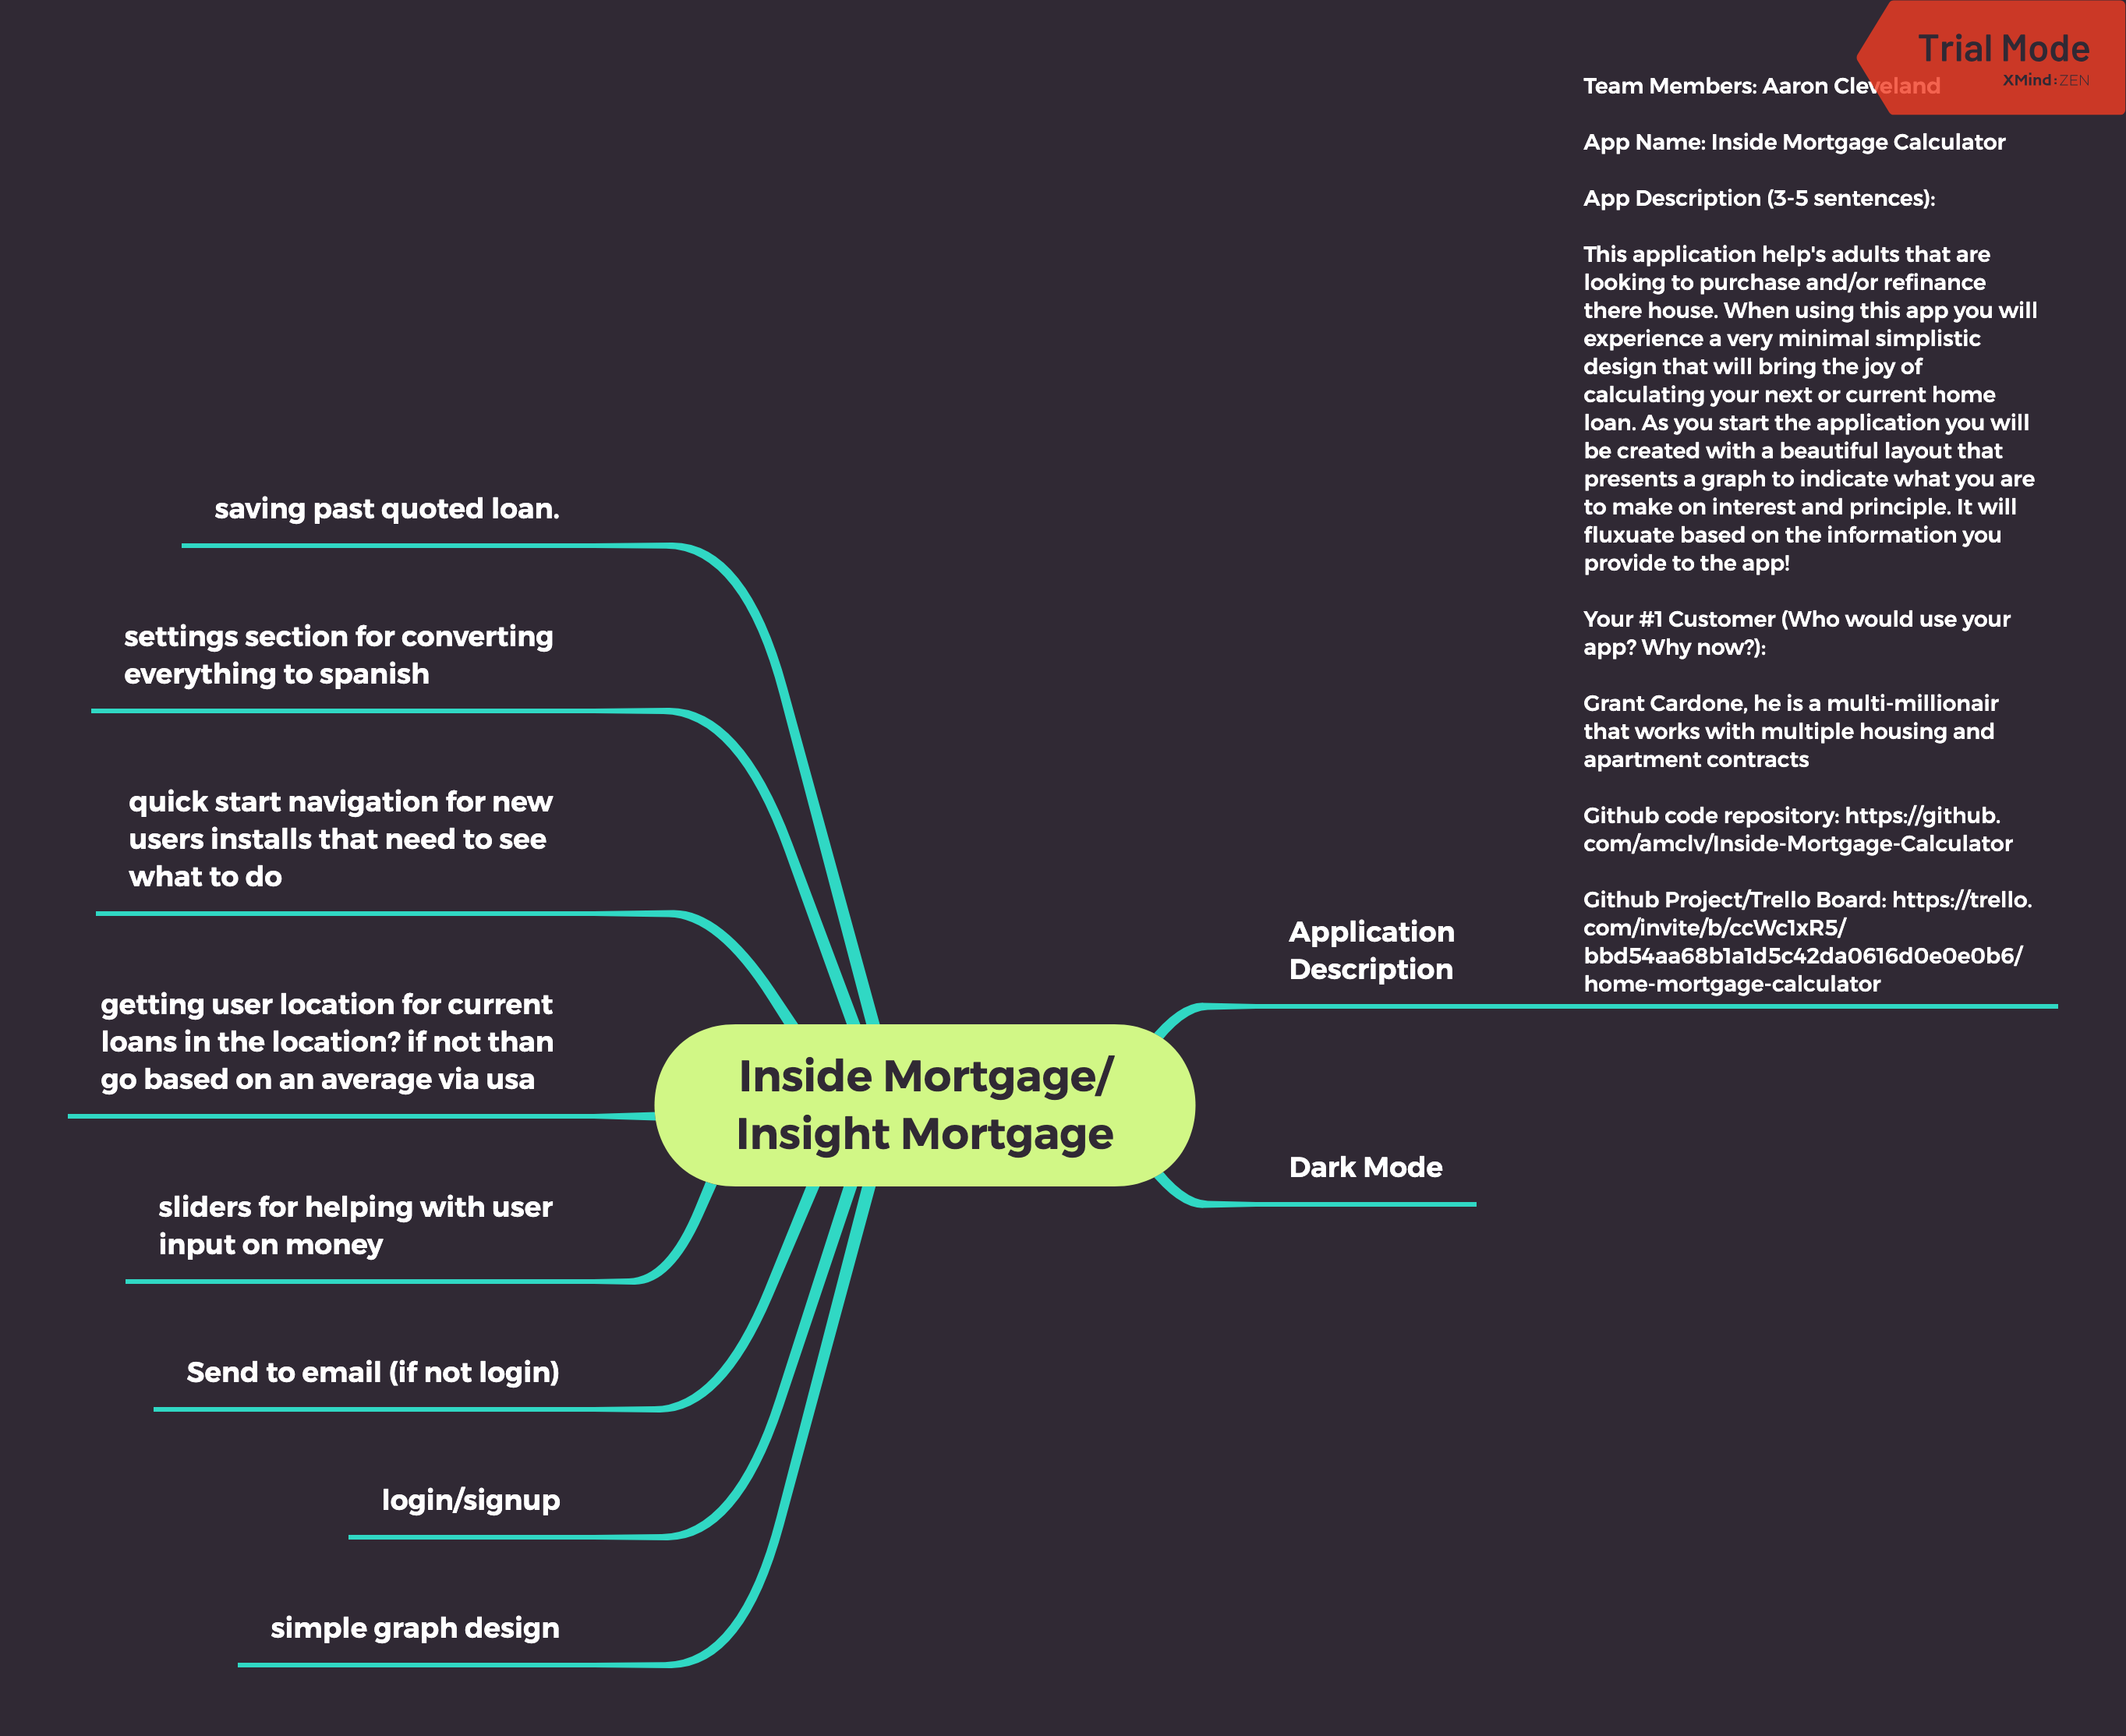 Trial Mode
XMind:ZEN
Team Members: Aaron Cleveland
App Name: Inside Mortgage Calculator
App Description (3-5 sentences):
This application help's adults that are
looking to purchase and/or refinance
there house. When using this app you will
experience a very minimal simplistic
design that will bring the joy of
calculating your next or current home
loan. As you start the application you will
be created with a beautiful layout that
presents a graph to indicate what you are
to make on interest and principle. It will
fluxuate based on the information you
provide to the app!
Your #1 Customer (Who would use your
app? Why now?):
Grant Cardone, he is a multi-millionair
that works with multiple housing and
apartment contracts
Github code repository: https://github.
com/amclv/Inside-Mortgage-Calculator
Github Project/Trello Board: https://trello.
com/invite/b/ccWc1xR5/
bbd54aa68b1a1d5c42da0616d0e0e0b6/
home-mortgage-calculator
Application
Description
Dark Mode
Inside Mortgage/
Insight Mortgage
saving past quoted loan.
settings section for converting
everything to spanish
quick start navigation for new
users installs that need to see
what to do
getting user location for current
loans in the location? if not than
go based on an average via usa
sliders for helping with user
input on money
Send to email (if not login)
login/signup
simple graph design